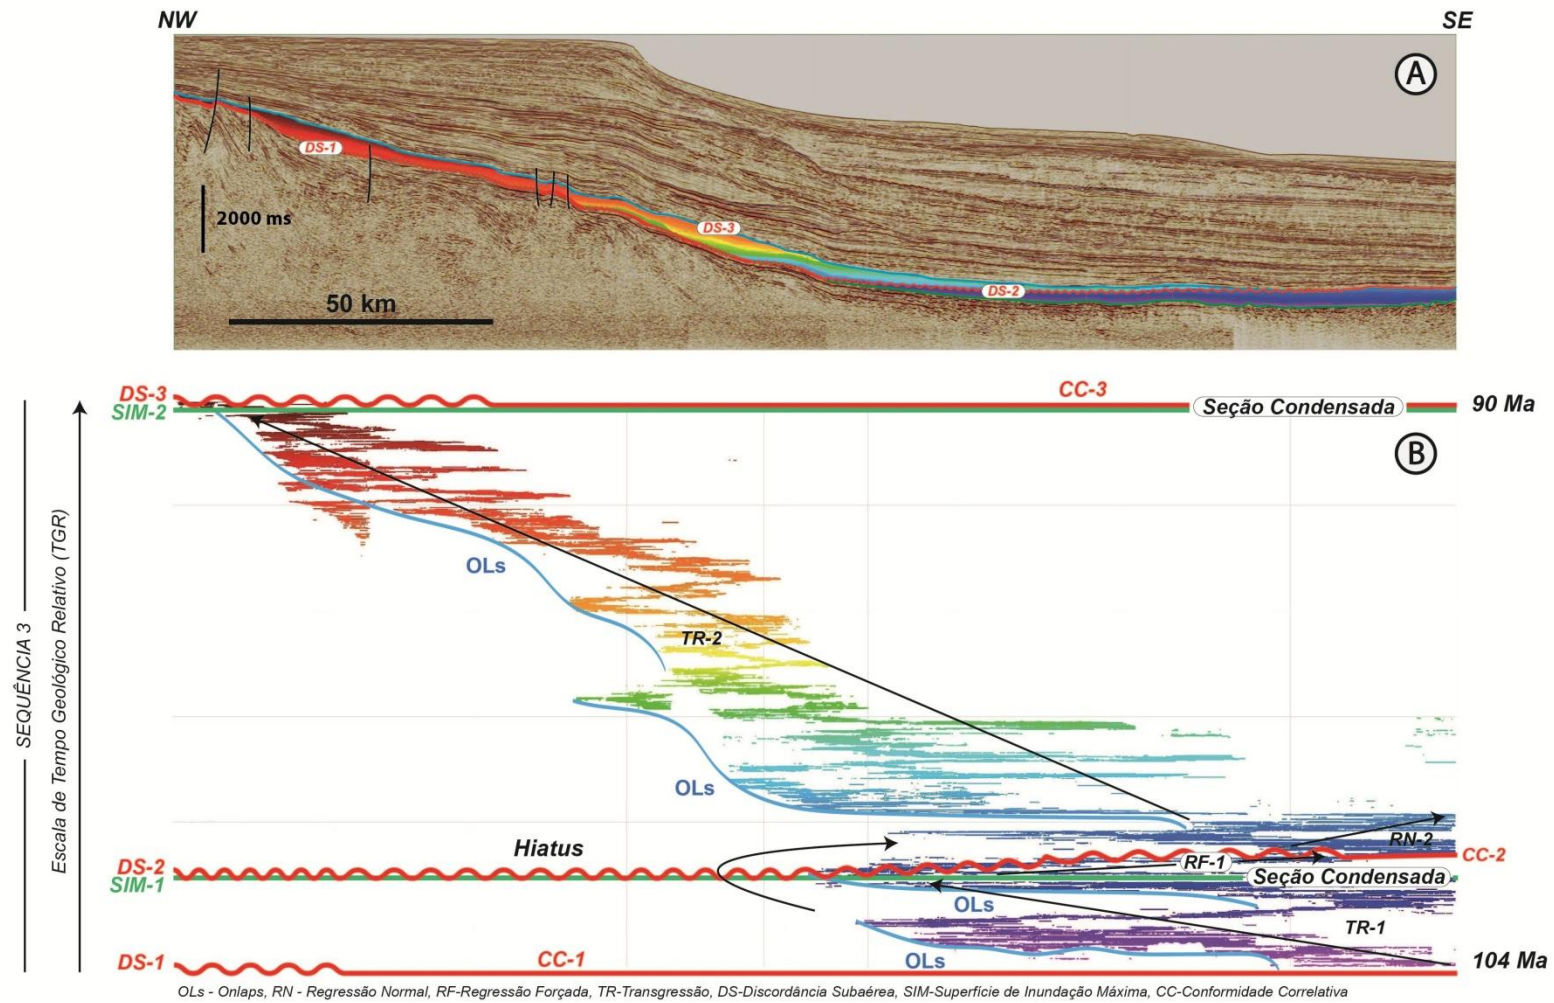 NW
SE
A
DS-1
2000 ms
DS-3
DS-2
50 km
DS-3
CC-3
SIM-2
Seção Condensada
90 Ma
B
OLs
TR-2
SEQUÊNCIA 3
Escala de Tempo Geológico Relativo (TGR)
OLs
Hiatus
RN-2
DS-2
RF-1
CC-2
SIM-1
Seção Condensada
OLs
TR-1
DS-1
CC-1
OLs
104 Ma
OLs - Onlaps, RN - Regressão Normal, RF-Regressão Forçada, TR-Transgressão, DS-Discordância Subaérea, SIM-Superfície de Inundação Máxima, CC-Conformidade Correlativa